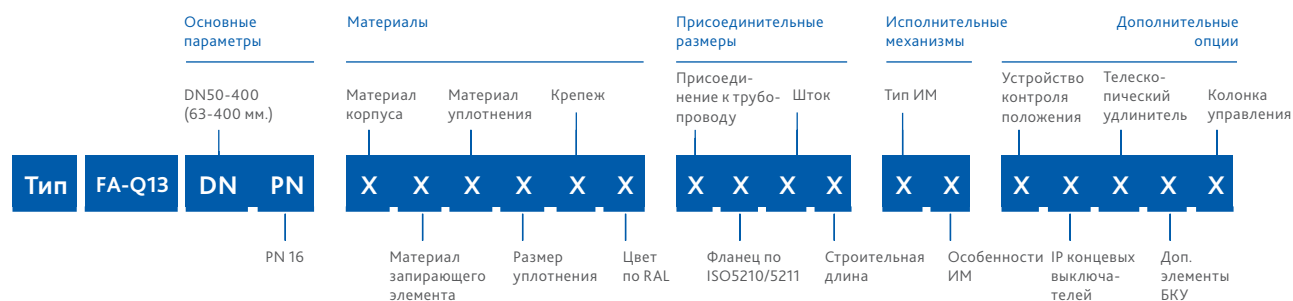 Основные
параметры
Материалы
Присоединительные
размеры
Исполнительные
механизмы
Дополнительные
опции
DN50-400
(63-400 мм.)
Материал
корпуса
Материал
уплотнения
Крепеж
Присоеди-
нение к трубо-
проводу
Шток
Тип ИМ
Устройство
контроля
положения
Телеско-
пический
удлинитель
Колонка
управления
Тип FA-Q13 DN PN X X X X X X X X X X X X X X X X X
PN 16
Материал
запирающего
элемента
Размер
уплотнения
Цвет
по RAL
Фланец по
ISO5210/5211
Строительная
длина
Особенности
ИМ
IP концевых
выключа-
телей
Доп.
элементы
БКУ